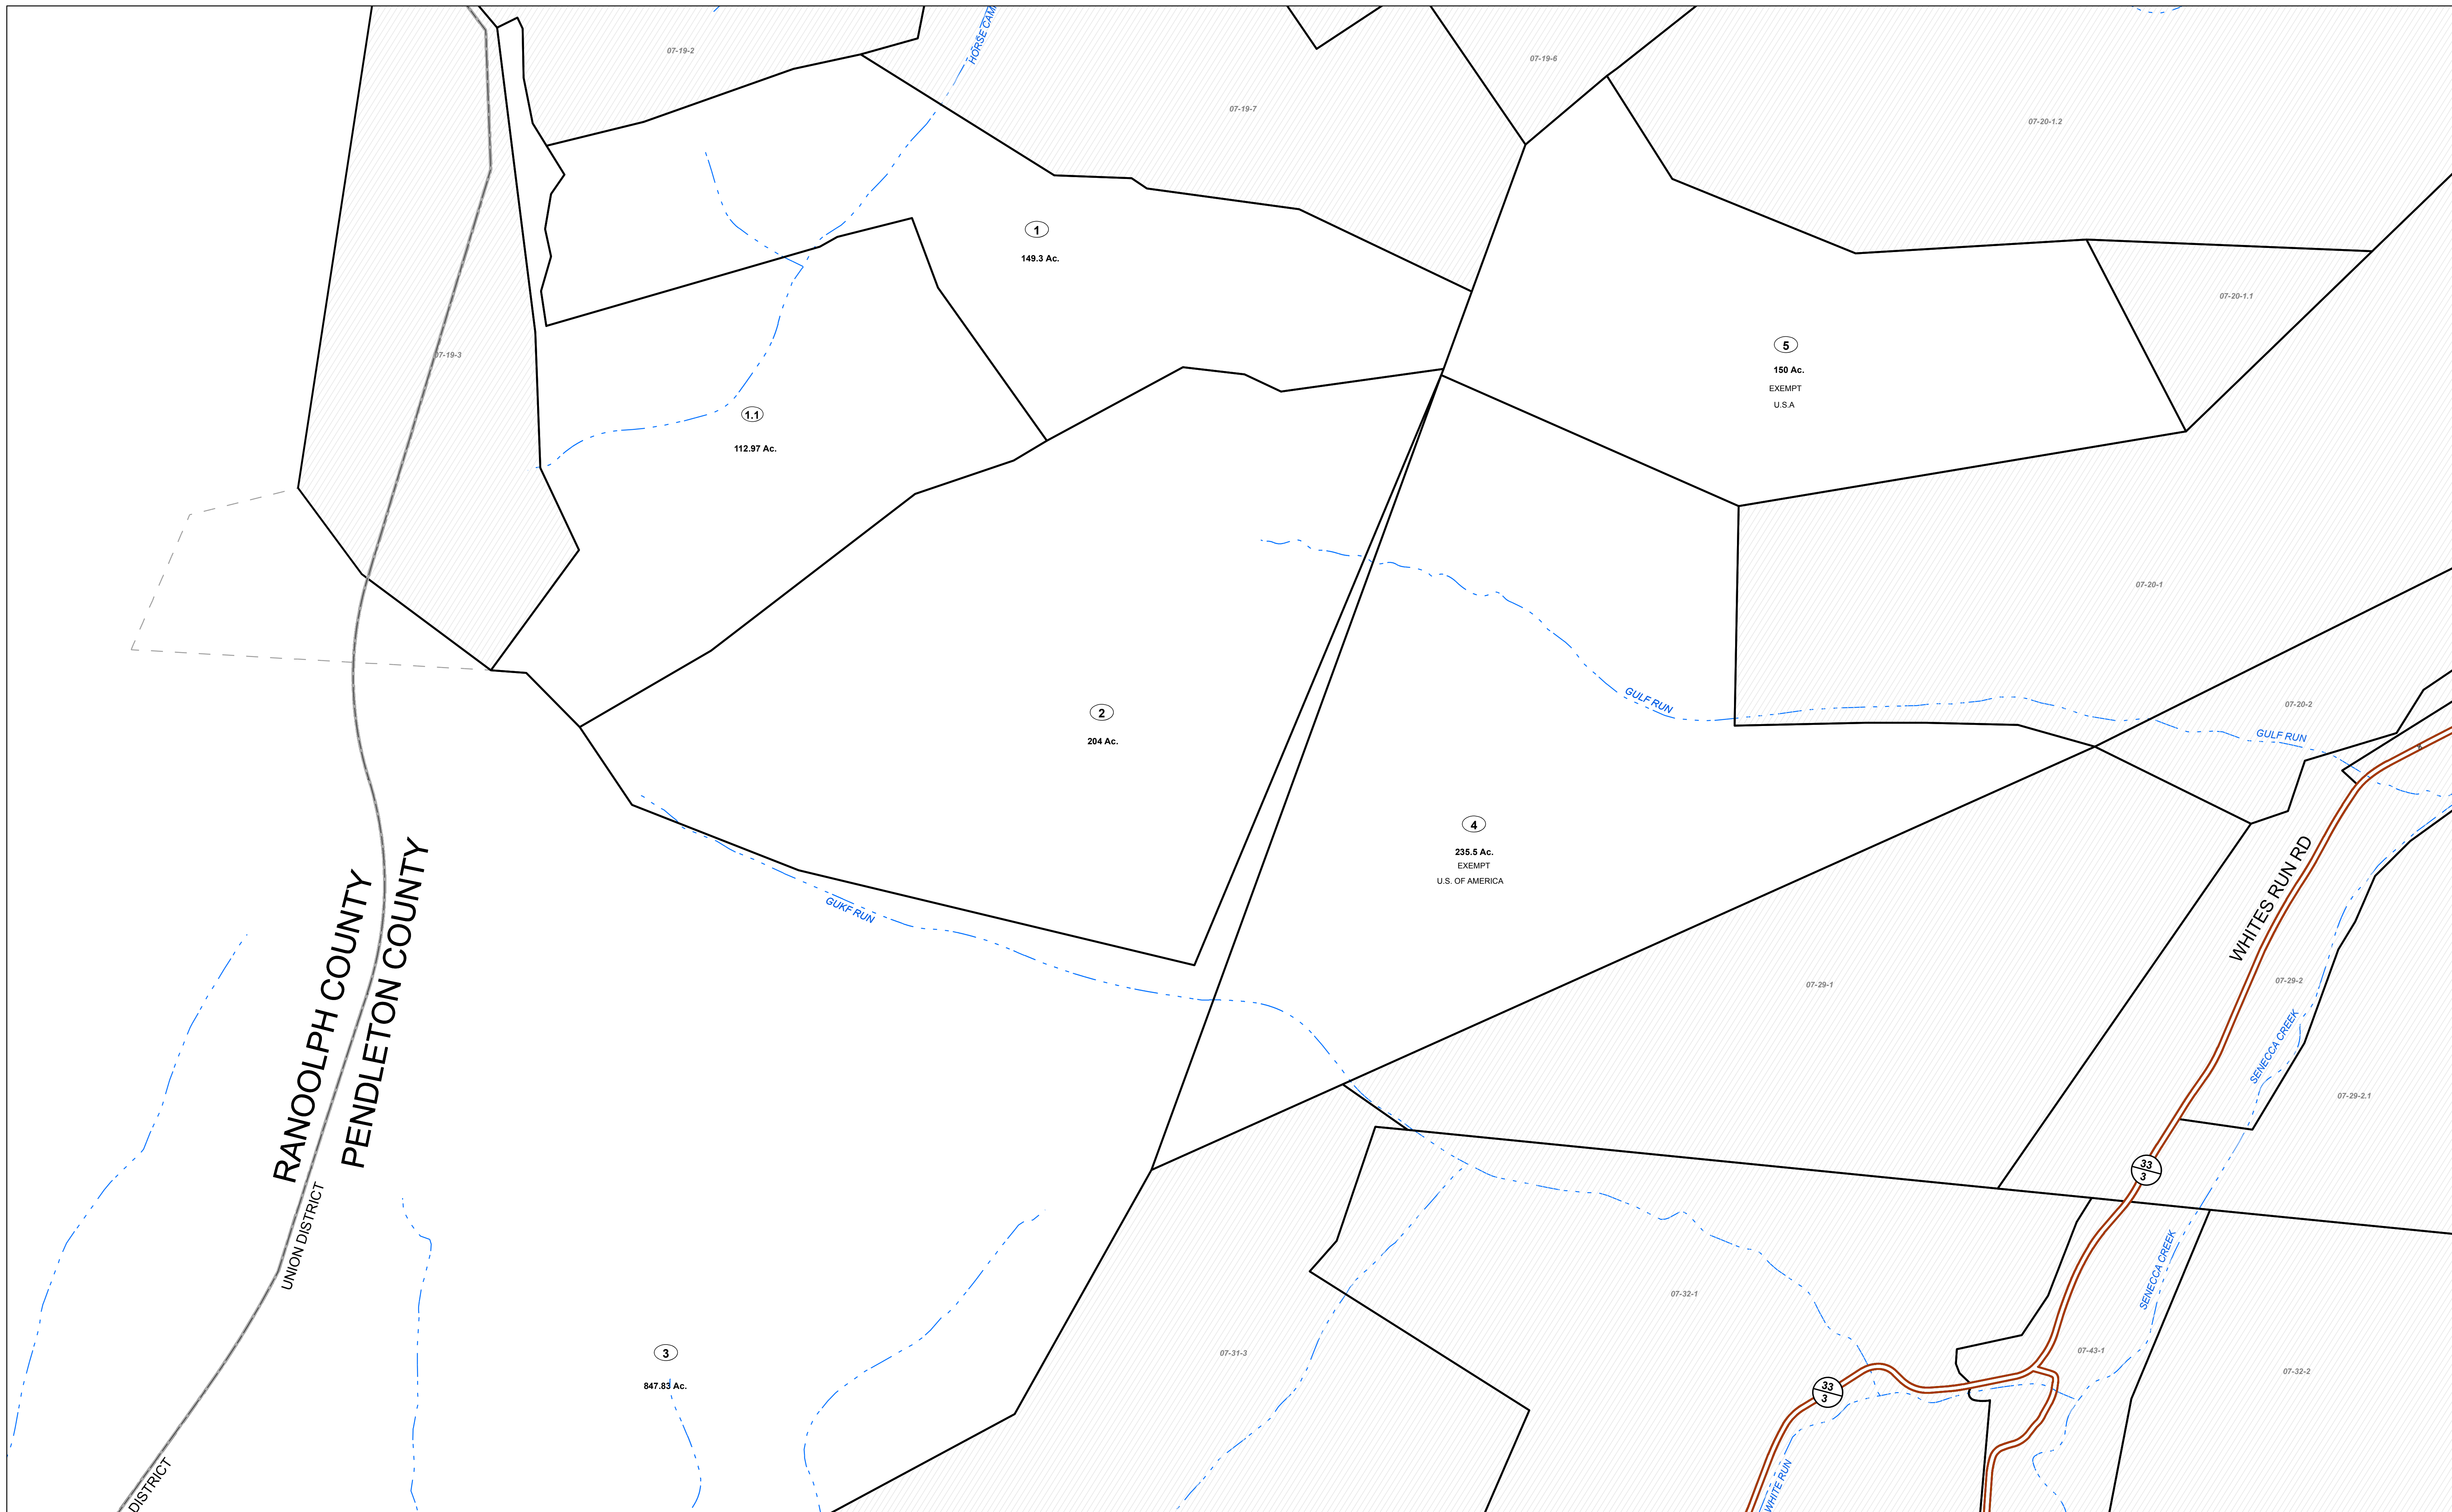 HORSE CAM
07-19-2
07-19-6
07-19-7
07-20-1.2
1
149.3 Ac.
07-20-1.1
5
150 Ac.
EXEMPT
U.S.A
07-19-3
1.1
112.97 Ac.
07-20-1
GULF RUN
07-20-2
GULF RUN
2
204 Ac.
4
235.5 Ac.
EXEMPT
U.S. OF AMERICA
GUKF RUN
WHITES RUN RD
RANOOLPH COUNTY
PENDLETON COUNTY
07-29-1
07-29-2
SENECCA CREEK
07-29-2.1
33
3
UNION DISTRICT
SENECCA CREEK
07-32-1
3
847.83 Ac.
07-31-3
07-43-1
07-32-2
33
3
WHITE RUN
DISTRICT